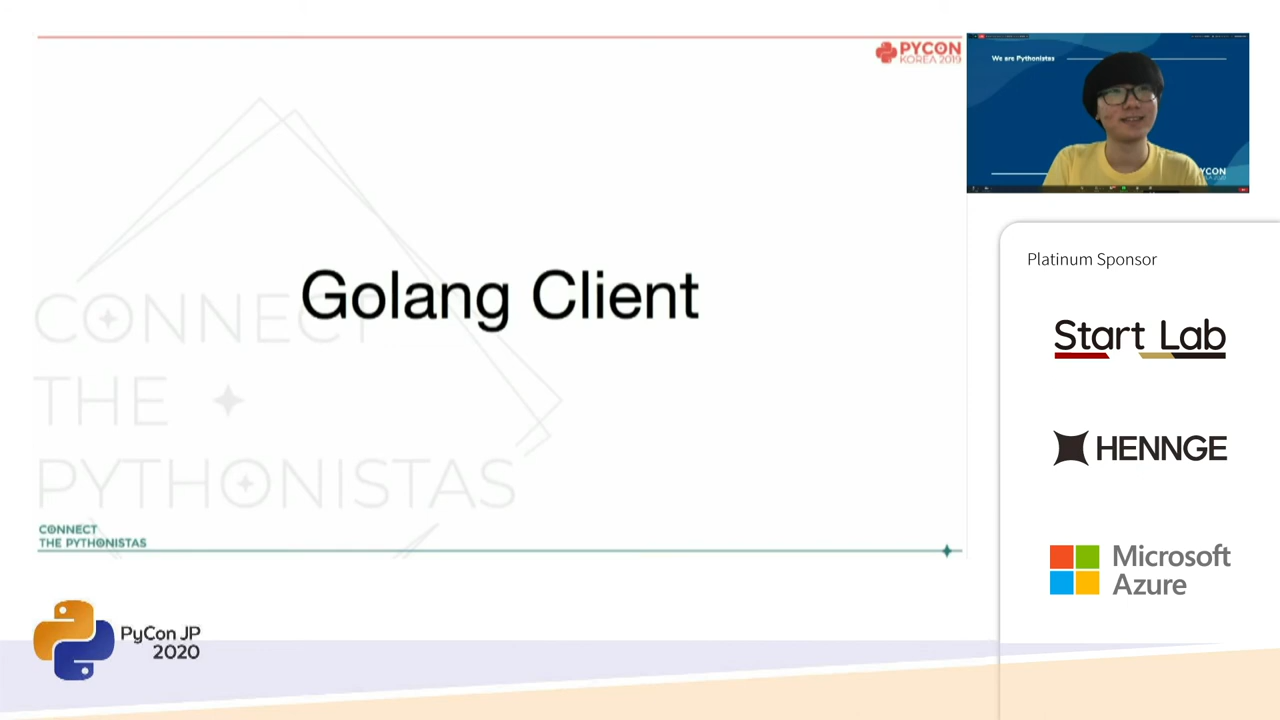 PYCON
KOREA 2019
Golang Client
CONNECT
THE
PYTHONISTAS
CONNECT
THE PYTHONISTAS
We are Pythonistas
Platinum Sponsor
Start Lab
HENNGE
Microsoft
Azure
PyCon JP
2020